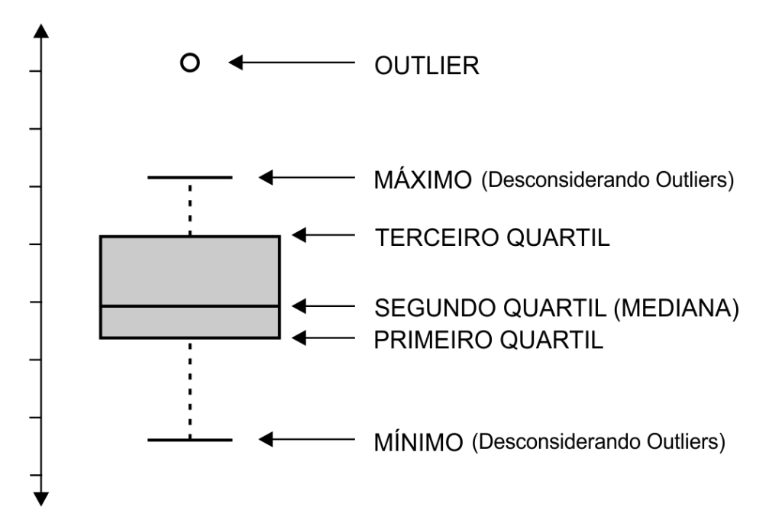 OUTLIER
MÁXIMO (Desconsiderando Outliers)
TERCEIRO QUARTIL
SEGUNDO QUARTIL (MEDIANA)
PRIMEIRO QUARTIL
MÍNIMO (Desconsiderando Outliers)